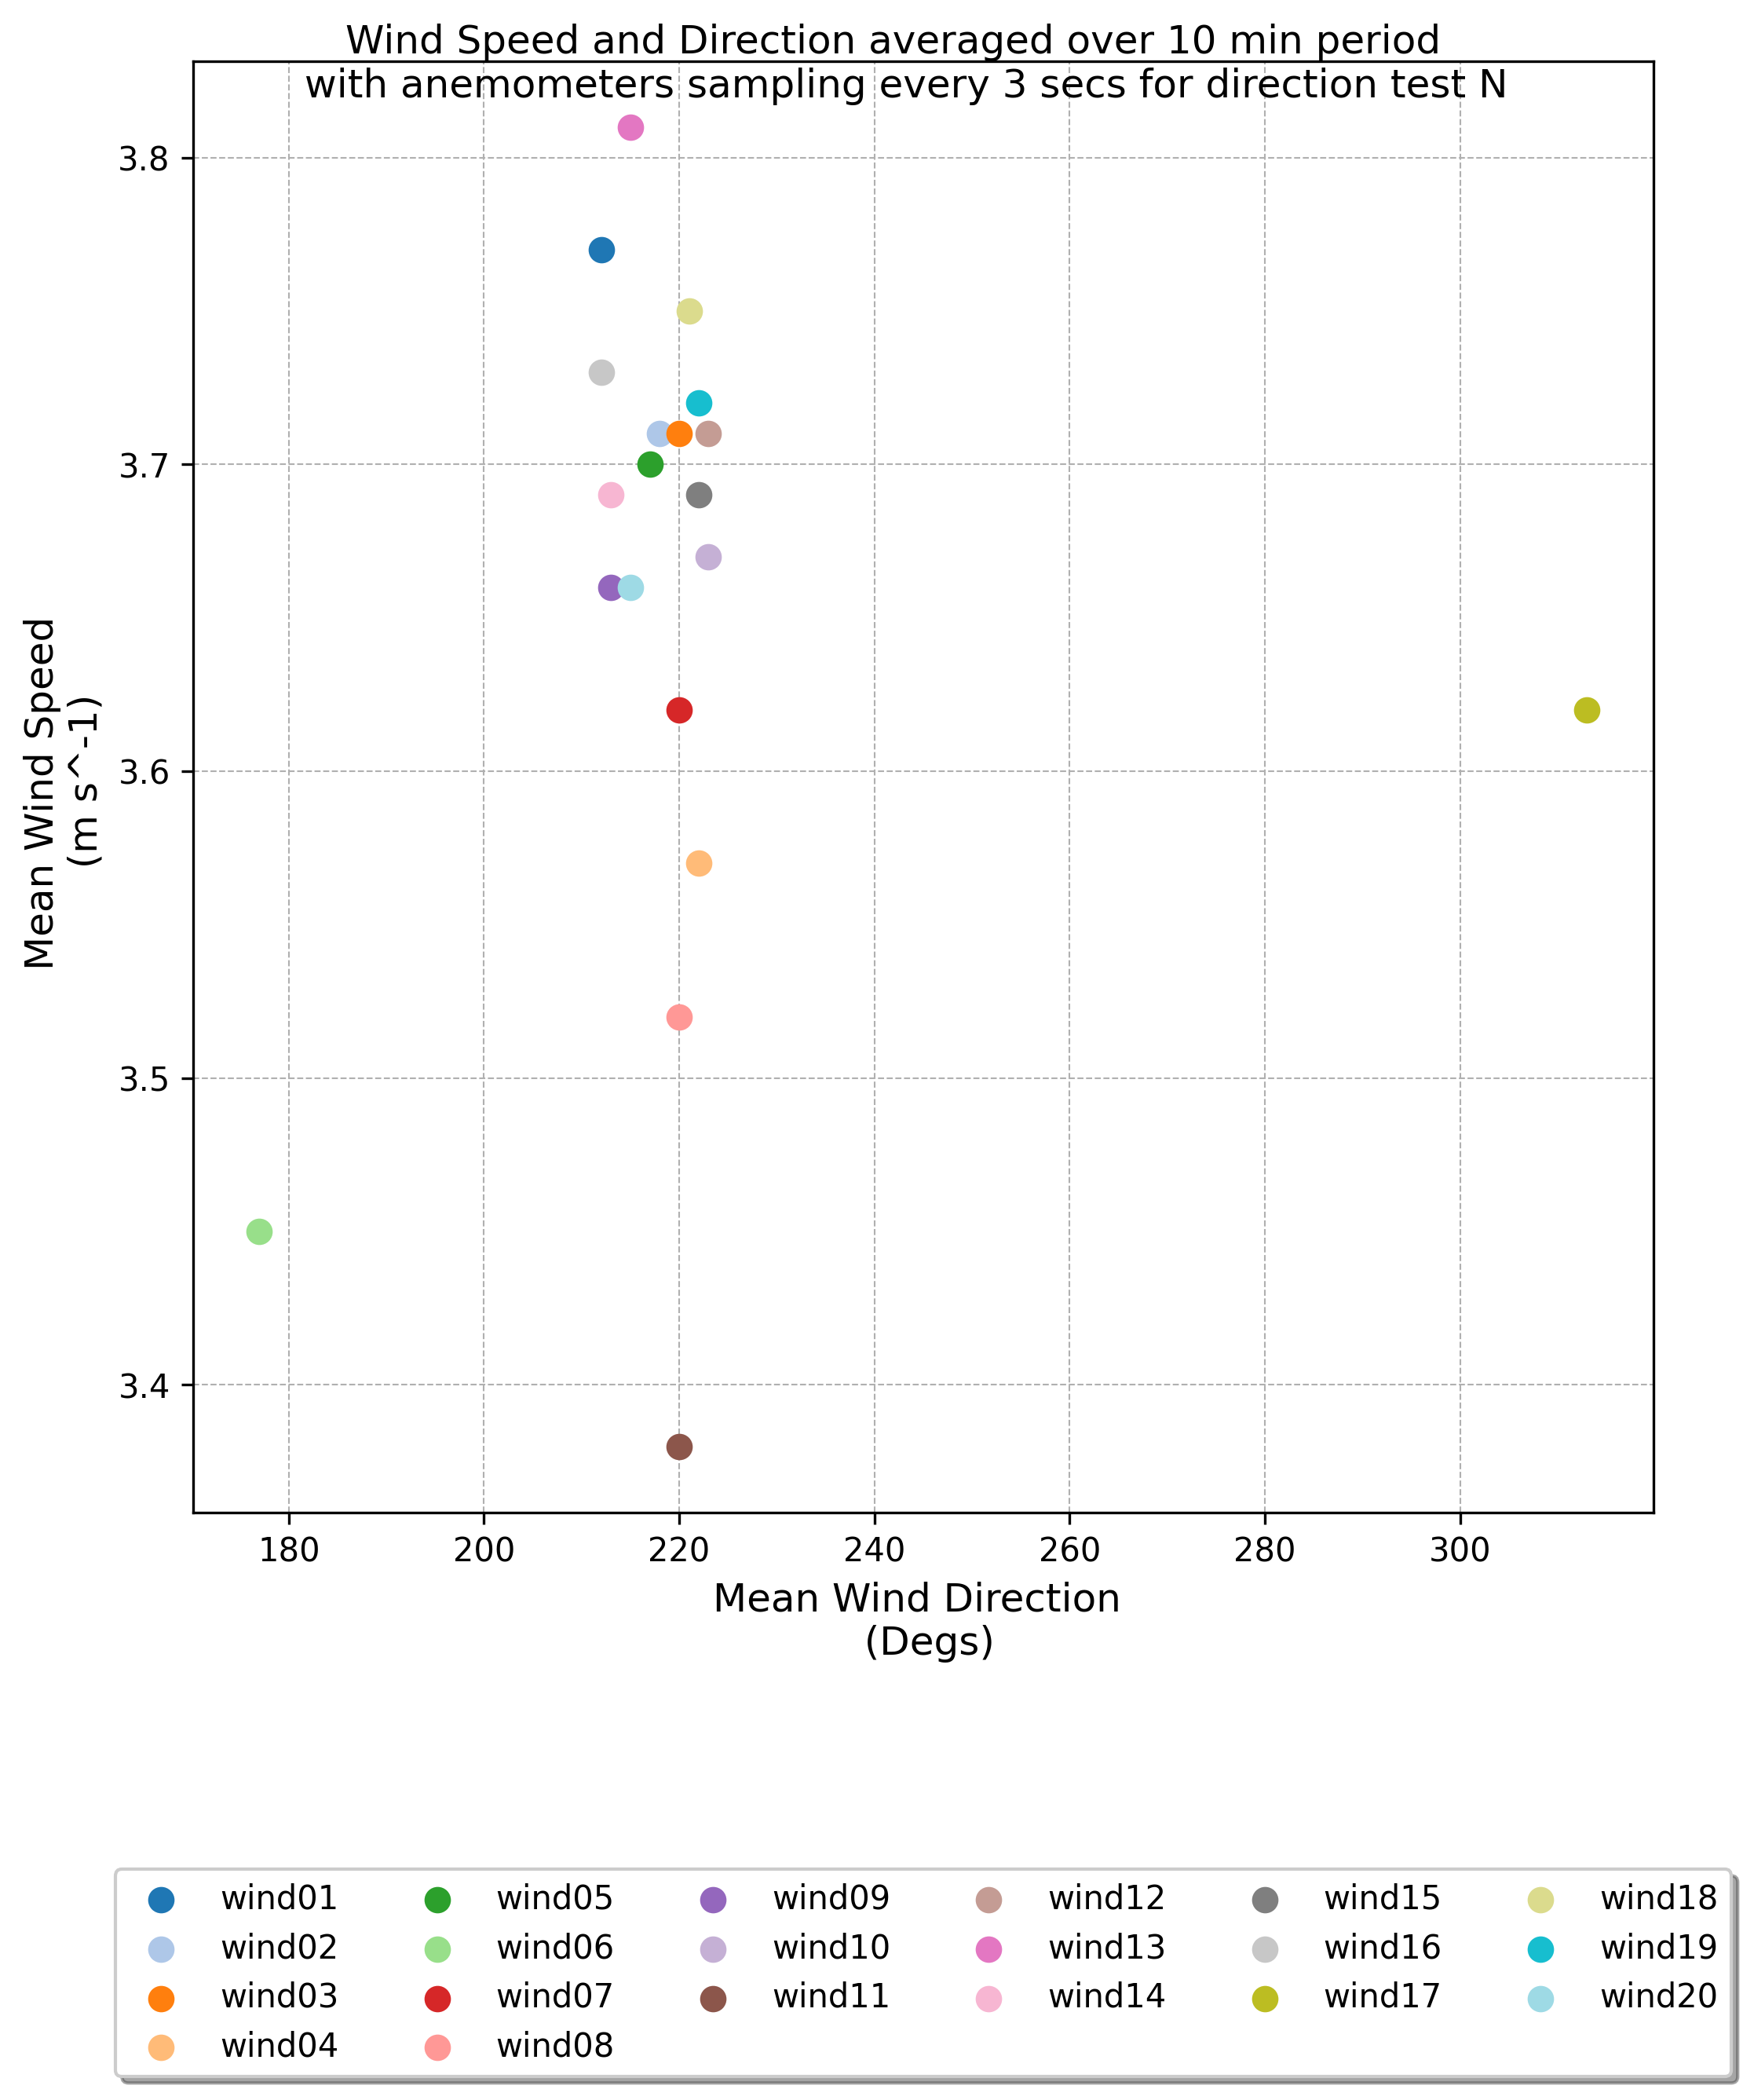 Wind Speed and Direction averaged over 10 min period
with anemometers sampling every 3 secs for direction test N
Mean Wind Speed
(m s^-1)
3.8
3.7
3.6
3.5
3.4
180
200
220
240
260
280
300
Mean Wind Direction
(Degs)
wind01
wind02
wind03
wind04
wind05
wind06
wind07
wind08
wind09
wind10
wind11
wind12
wind13
wind14
wind15
wind16
wind17
wind18
wind19
wind20